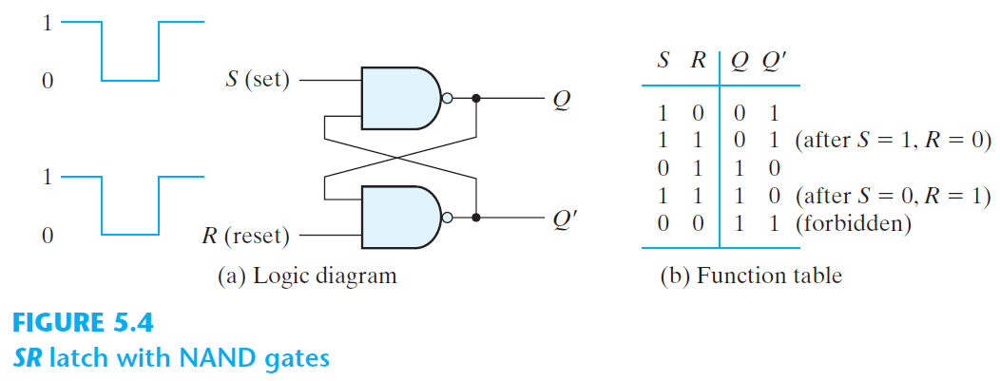 1
0
S (set)
Q
1
0
R (reset)
Q'
(a) Logic diagram
S R Q Q'
1 0 0 1
1 1 0 1 (after S = 1, R = 0)
0 1 1 0
1 1 1 0 (after S = 0, R = 1)
0 0 1 1 (forbidden)
(b) Function table
FIGURE 5.4
SR latch with NAND gates